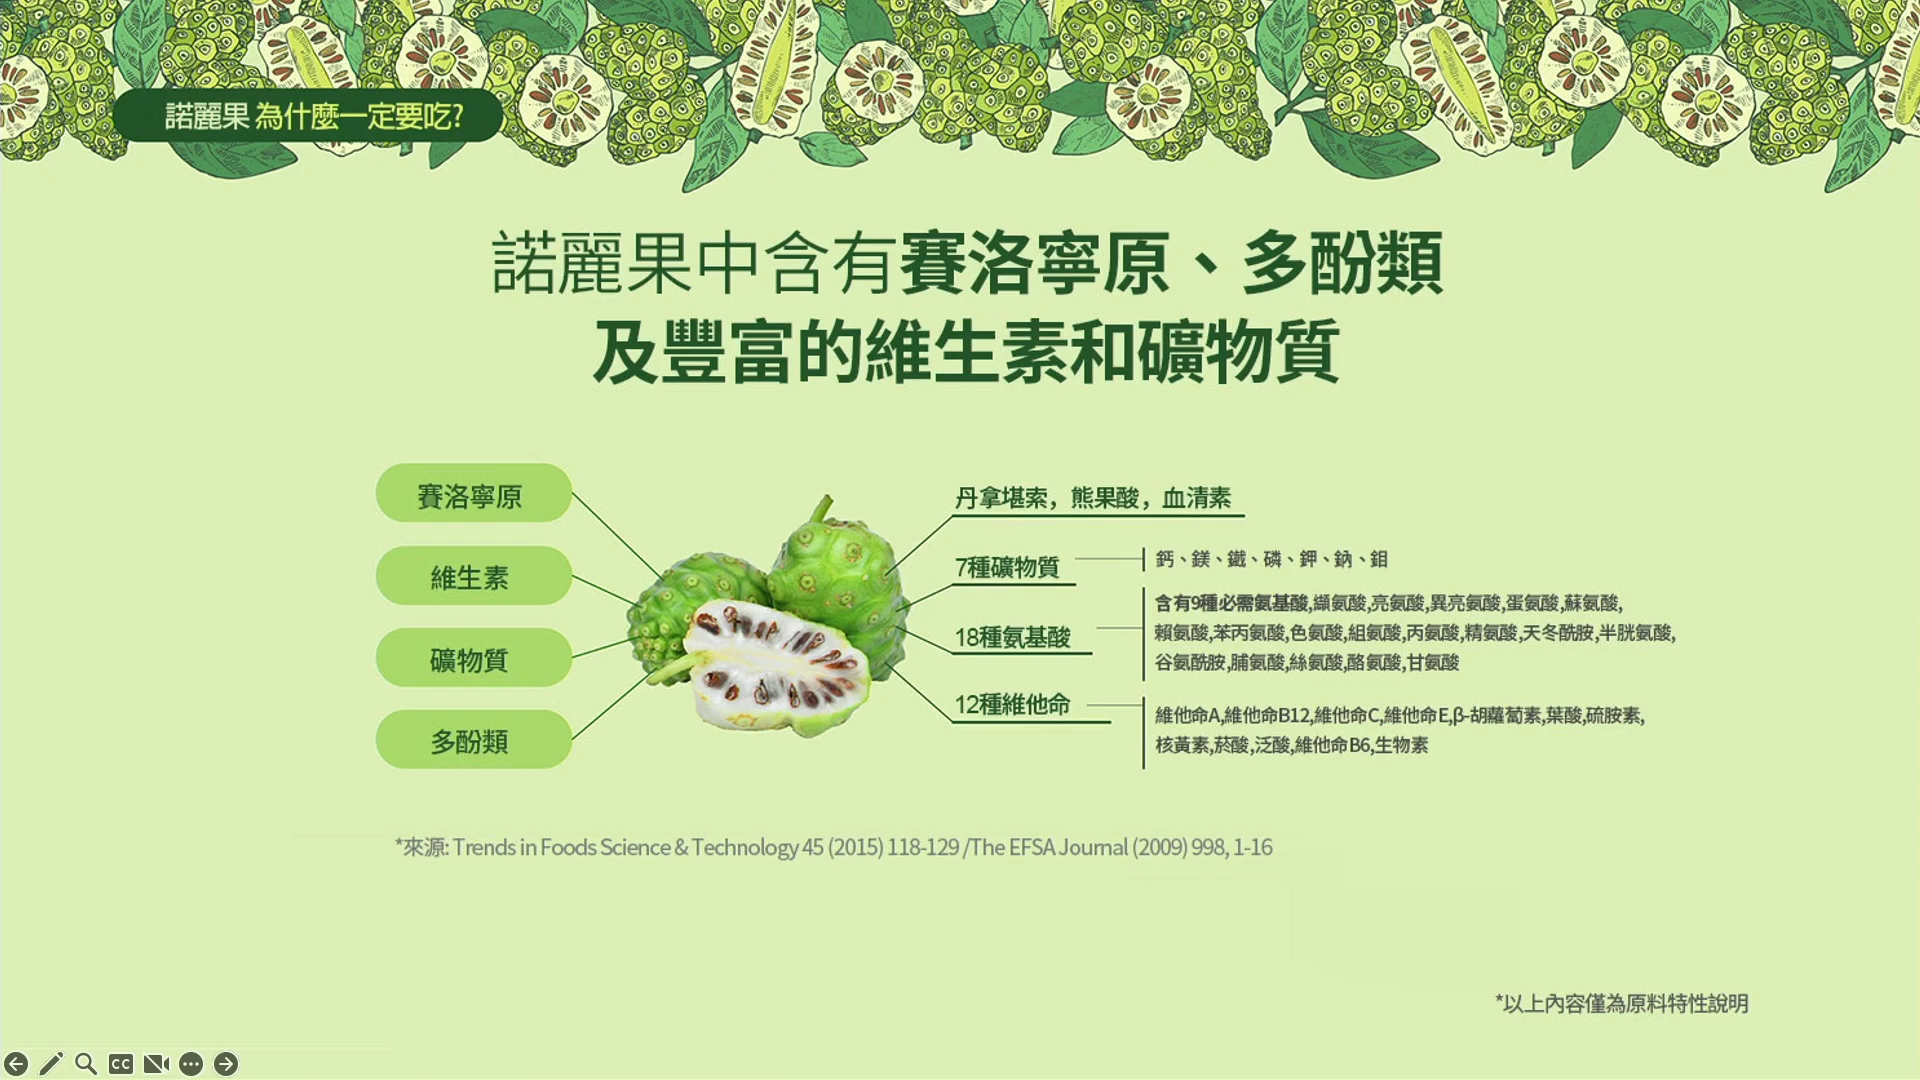 諾麗果 為什麼一定要吃?
諾麗果中含有賽洛寧原、多酚類
及豐富的維生素和礦物質
賽洛寧原
維生素
礦物質
多酚類
丹拿堪索，熊果酸，血清素
7種礦物質
鈣、鎂、鐵、磷、鉀、鈉、鉬
18種氨基酸
含有9種必需氨基酸,纈氨酸,亮氨酸,異亮氨酸,蛋氨酸,蘇氨酸,
賴氨酸,苯丙氨酸,色氨酸,組氨酸,丙氨酸,精氨酸,天冬酰胺,半胱氨酸,
谷氨酰胺,脯氨酸,絲氨酸,酪氨酸,甘氨酸
12種維他命
維他命A,維他命B12,維他命C,維他命E,β-胡蘿蔔素,葉酸,硫胺素,
核黃素,菸酸,泛酸,維他命B6,生物素
*來源: Trends in Foods Science & Technology 45 (2015) 118-129 /The EFSA Journal (2009) 998, 1-16
*以上內容僅為原料特性說明
CC